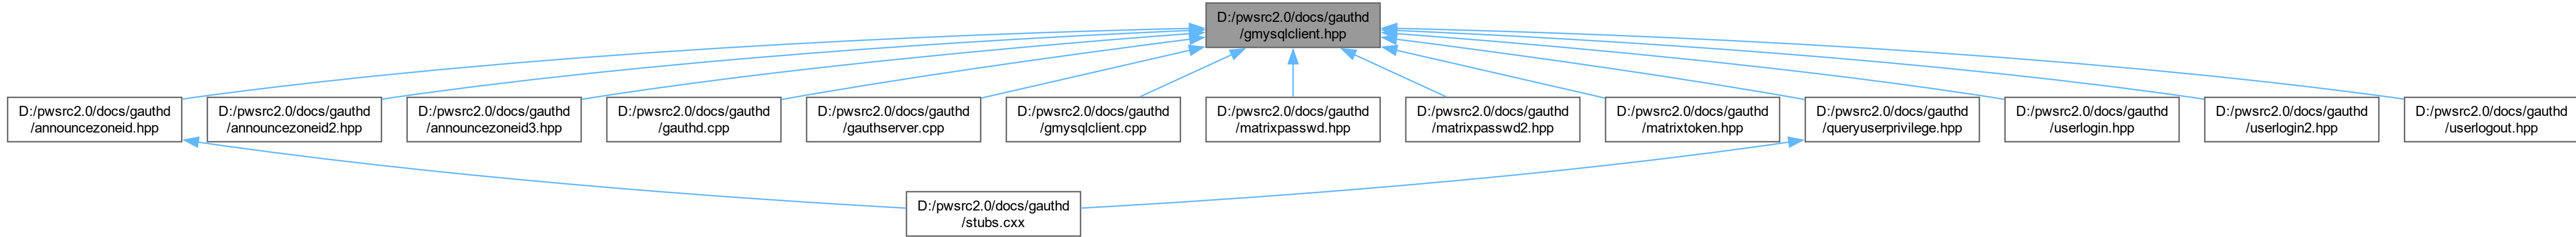 D:/pwsrc2.0/docs/gauthd
/gmysqlclient.hpp
D:/pwsrc2.0/docs/gauthd
/announcezoneid.hpp
D:/pwsrc2.0/docs/gauthd
/announcezoneid2.hpp
D:/pwsrc2.0/docs/gauthd
/announcezoneid3.hpp
D:/pwsrc2.0/docs/gauthd
/gauthd.cpp
D:/pwsrc2.0/docs/gauthd
/gauthserver.cpp
D:/pwsrc2.0/docs/gauthd
/gmysqlclient.cpp
D:/pwsrc2.0/docs/gauthd
/matrixpasswd.hpp
D:/pwsrc2.0/docs/gauthd
/matrixpasswd2.hpp
D:/pwsrc2.0/docs/gauthd
/matrixtoken.hpp
D:/pwsrc2.0/docs/gauthd
/queryuserprivilege.hpp
D:/pwsrc2.0/docs/gauthd
/userlogin.hpp
D:/pwsrc2.0/docs/gauthd
/userlogin2.hpp
D:/pwsrc2.0/docs/gauthd
/userlogout.hpp
D:/pwsrc2.0/docs/gauthd
/stubs.cxx